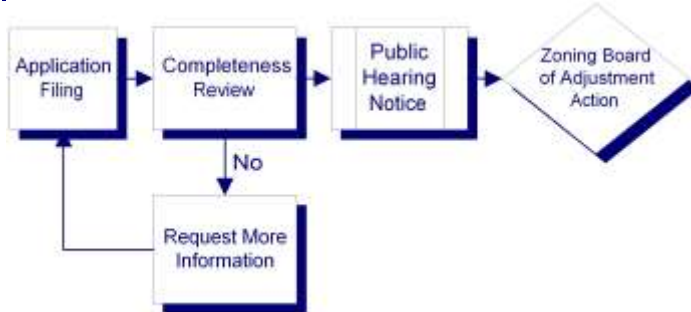 Application
Filing
Completeness
Review
Public
Hearing
Notice
Zoning Board
of Adjustment
Action
No
Request More
Information